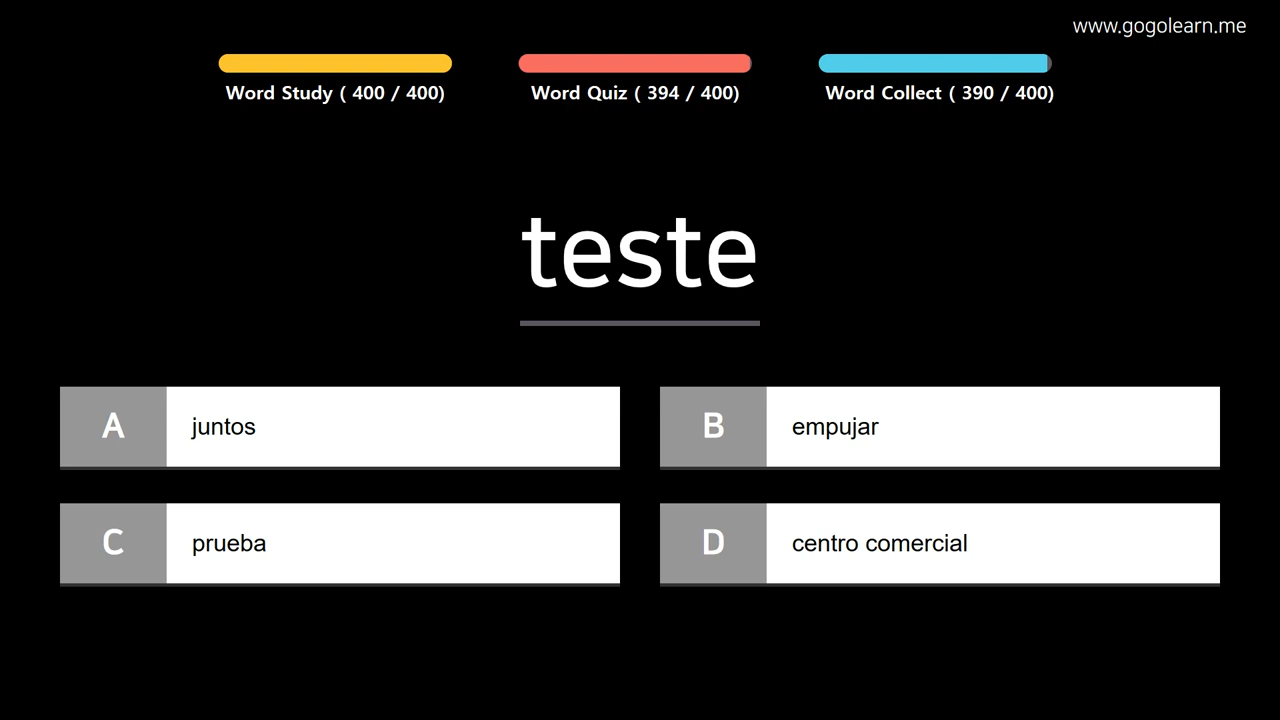 www.gogolearn.me
Word Study ( 400 / 400)
Word Quiz ( 394 / 400)
Word Collect ( 390 / 400)
teste
A juntos
B empujar
C prueba
D centro comercial